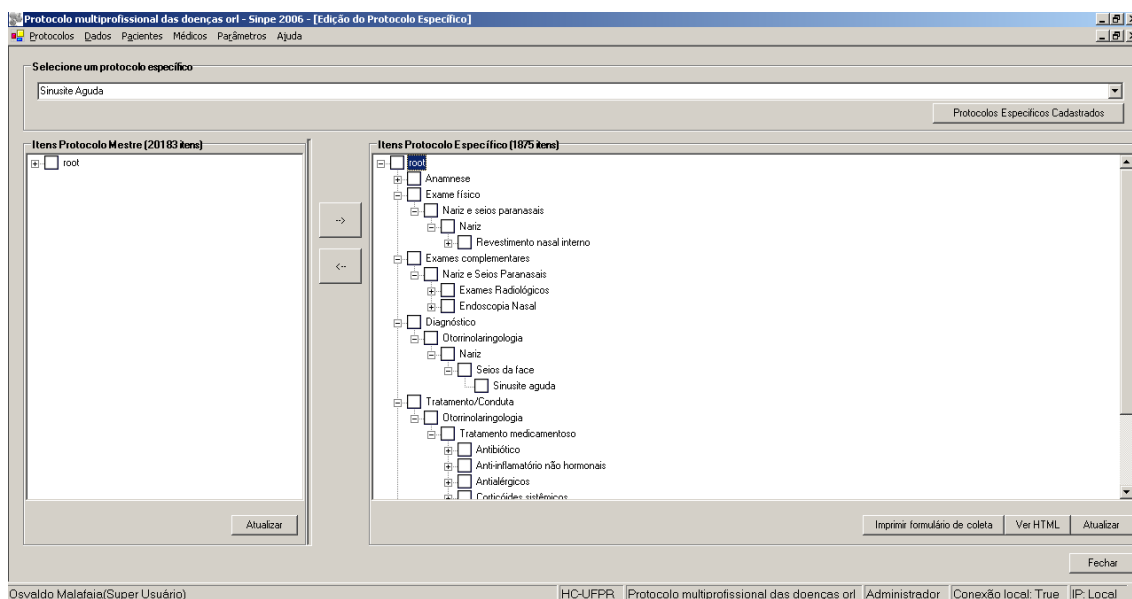 Protocolo multiprofissional das doenças orl - Sinpe 2006 - [Edição do Protocolo Específico]
Protocolos Dados Pacientes Médicos Parâmetros Ajuda
Selecione um protocolo específico
Sinusite Aguda
Protocolos Específicos Cadastrados
Itens Protocolo Mestre (20183 itens)
root
Atualizar
-->
<--
Itens Protocolo Específico (1875 itens)
root
Anamnese
Exame físico
Nariz e seios paranasais
Nariz
Revestimento nasal interno
Exames complementares
Nariz e Seios Paranasais
Exames Radiológicos
Endoscopia Nasal
Diagnóstico
Otorrinolaringologia
Nariz
Seios da face
Sinusite aguda
Tratamento/Conduta
Otorrinolaringologia
Tratamento medicamentoso
Antibiótico
Anti-inflamatório não hormonais
Antialérgicos
Corticóides sistêmicos
Imprimir formulário de coleta Ver HTML Atualizar
Fechar
Osvaldo Malafaia(Super Usuário) HC-UFPR Protocolo multiprofissional das doenças orl Administrador Conexão local: True IP: Local